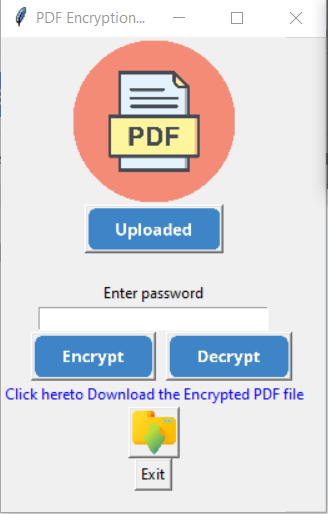 PDF Encryption...
PDF
Uploaded
Enter password
Encrypt
Decrypt
Click hereto Download the Encrypted PDF file
Exit